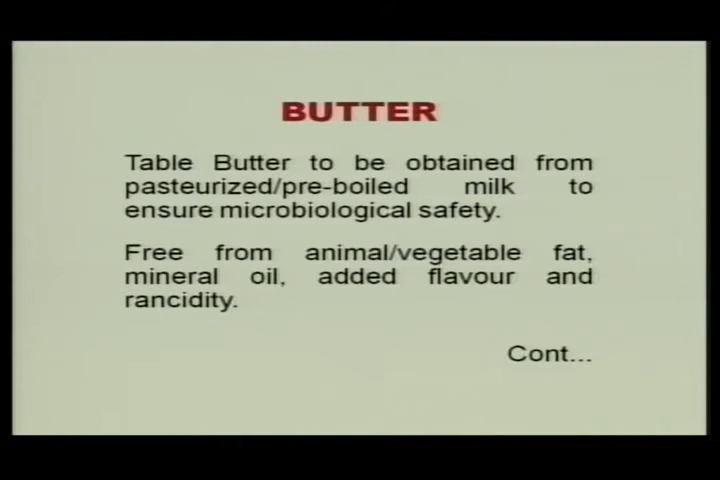 BUTTER
Table Butter to be obtained from
pasteurized/pre-boiled milk to
ensure microbiological safety.
Free from animal/vegetable fat,
mineral oil, added flavour and
rancidity.
Cont...